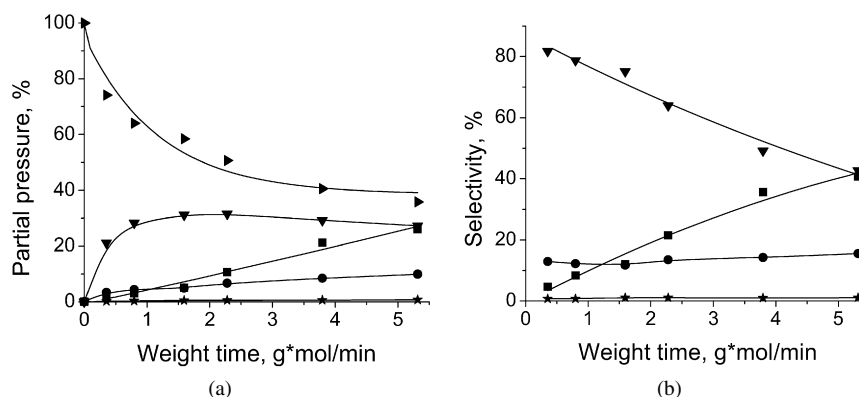 100
80
60
40
20
0
Partial pressure, %
0 1 2 3 4 5
Weight time, g*mol/min
(a)
80
60
40
20
0
Selectivity, %
0 1 2 3 4 5
Weight time, g*mol/min
(b)